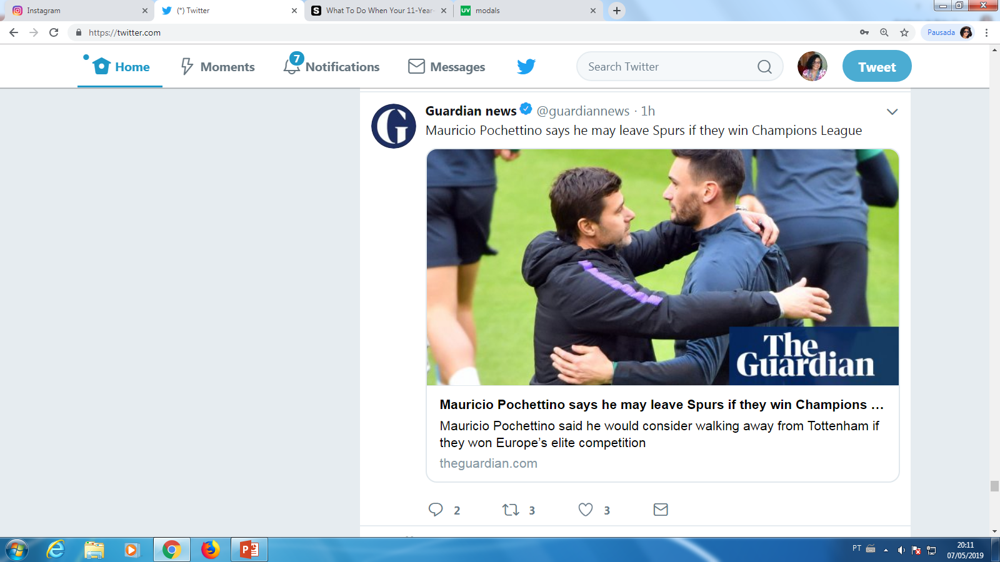 Instagram
(*) Twitter
What To Do When Your 11-Year-
modals
https://twitter.com
Pausada
Home
Moments
7
Notifications
Messages
Search Twitter
Tweet
Guardian news @guardiannews · 1h
Mauricio Pochettino says he may leave Spurs if they win Champions League
The
Guardian
Mauricio Pochettino says he may leave Spurs if they win Champions ...
Mauricio Pochettino said he would consider walking away from Tottenham if
they won Europe's elite competition
theguardian.com
2 3 3
PT
20:11
07/05/2019